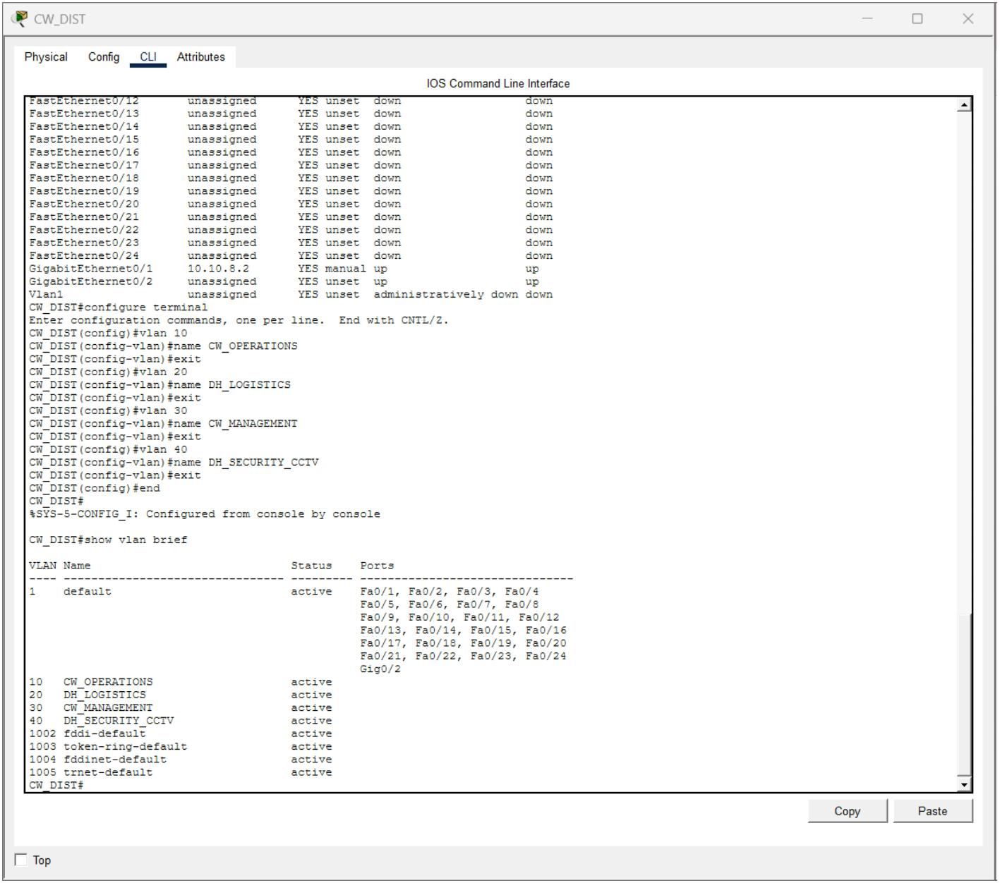 CW_DIST
Physical Config CLI Attributes
IOS Command Line Interface
FastEthernet0/12 unassigned YES unset down down
FastEthernet0/13 unassigned YES unset down down
FastEthernet0/14 unassigned YES unset down down
FastEthernet0/15 unassigned YES unset down down
FastEthernet0/16 unassigned YES unset down down
FastEthernet0/17 unassigned YES unset down down
FastEthernet0/18 unassigned YES unset down down
FastEthernet0/19 unassigned YES unset down down
FastEthernet0/20 unassigned YES unset down down
FastEthernet0/21 unassigned YES unset down down
FastEthernet0/22 unassigned YES unset down down
FastEthernet0/23 unassigned YES unset down down
FastEthernet0/24 unassigned YES unset down down
GigabitEthernet0/1 10.10.8.2 YES manual up up
GigabitEthernet0/2 unassigned YES unset up up
Vlan1 unassigned YES unset administratively down down
CW_DIST#configure terminal
Enter configuration commands, one per line. End with CNTL/Z.
CW_DIST(config)#vlan 10
CW_DIST(config-vlan)#name CW_OPERATIONS
CW_DIST(config-vlan)#exit
CW_DIST(config)#vlan 20
CW_DIST(config-vlan)#name DH_LOGISTICS
CW_DIST(config-vlan)#exit
CW_DIST(config)#vlan 30
CW_DIST(config-vlan)#name CW_MANAGEMENT
CW_DIST(config-vlan)#exit
CW_DIST(config)#vlan 40
CW_DIST(config-vlan)#name DH_SECURITY_CCTV
CW_DIST(config-vlan)#exit
CW_DIST(config)#end
CW_DIST#
%SYS-5-CONFIG_I: Configured from console by console
CW_DIST#show vlan brief
VLAN Name Status Ports
---- -------------------------------- --------- -------------------------------
1 default active Fa0/1, Fa0/2, Fa0/3, Fa0/4
Fa0/5, Fa0/6, Fa0/7, Fa0/8
Fa0/9, Fa0/10, Fa0/11, Fa0/12
Fa0/13, Fa0/14, Fa0/15, Fa0/16
Fa0/17, Fa0/18, Fa0/19, Fa0/20
Fa0/21, Fa0/22, Fa0/23, Fa0/24
Gig0/2
10 CW_OPERATIONS active
20 DH_LOGISTICS active
30 CW_MANAGEMENT active
40 DH_SECURITY_CCTV active
1002 fddi-default active
1003 token-ring-default active
1004 fddinet-default active
1005 trnet-default active
CW_DIST#
Copy Paste
Top